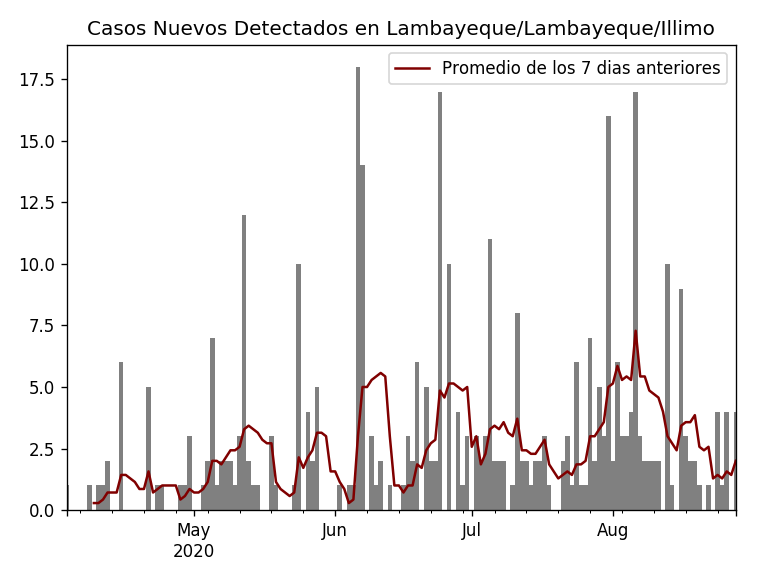 Casos Nuevos Detectados en Lambayeque/Lambayeque/Illimo
Promedio de los 7 dias anteriores
17.5
15.0
12.5
10.0
7.5
5.0
2.5
0.0
May
2020
Jun
Jul
Aug